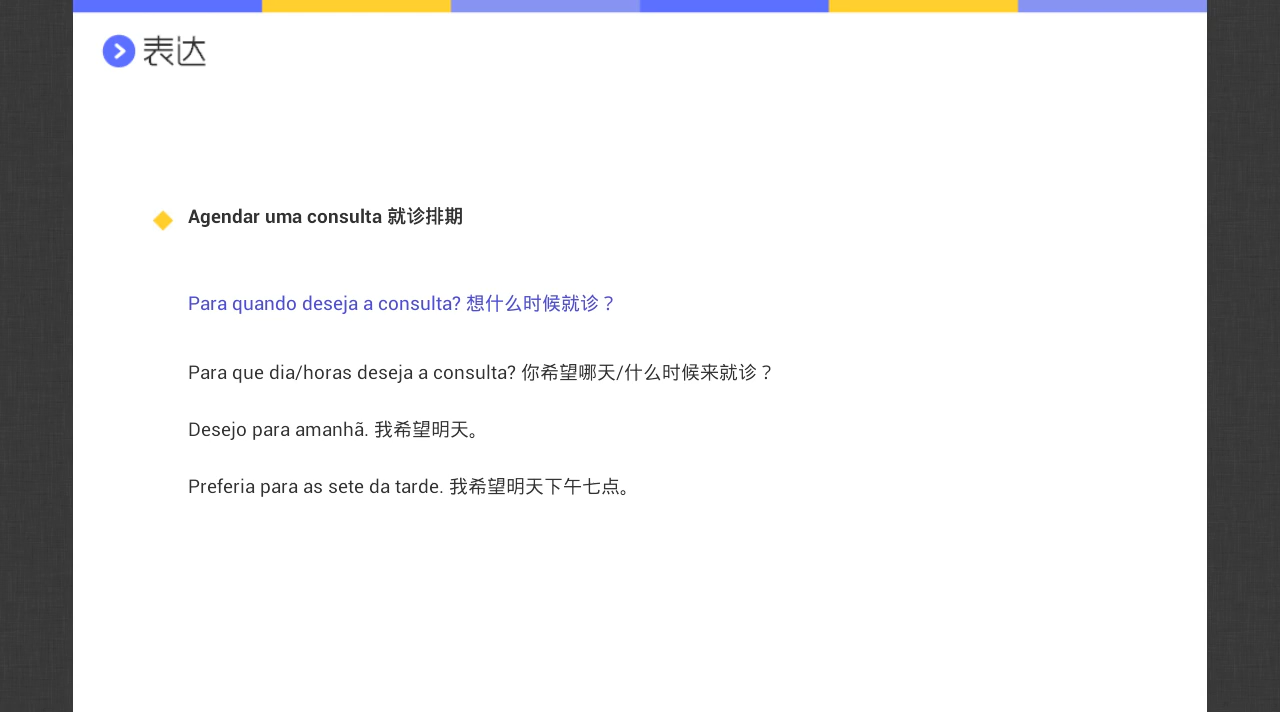 表达
Agendar uma consulta 就诊排期
Para quando deseja a consulta? 想什么时候就诊？
Para que dia/horas deseja a consulta? 你希望哪天/什么时候来就诊？
Desejo para amanhã. 我希望明天。
Preferia para as sete da tarde. 我希望明天下午七点。